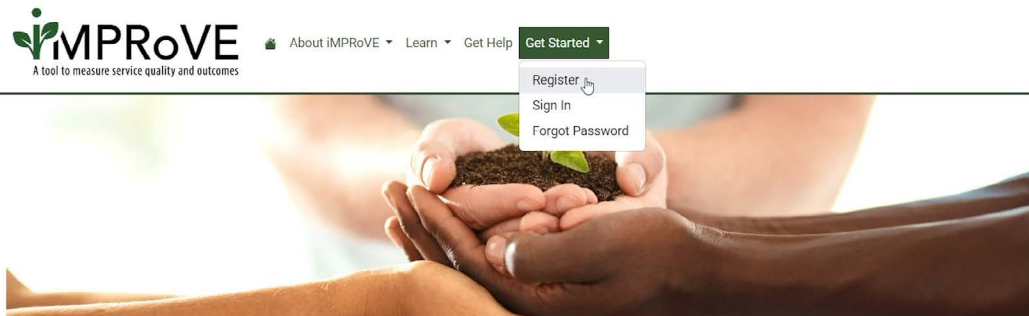 iMPRoVE
A tool to measure service quality and outcomes
About iMPRoVE Learn Get Help Get Started
Register
Sign In
Forgot Password